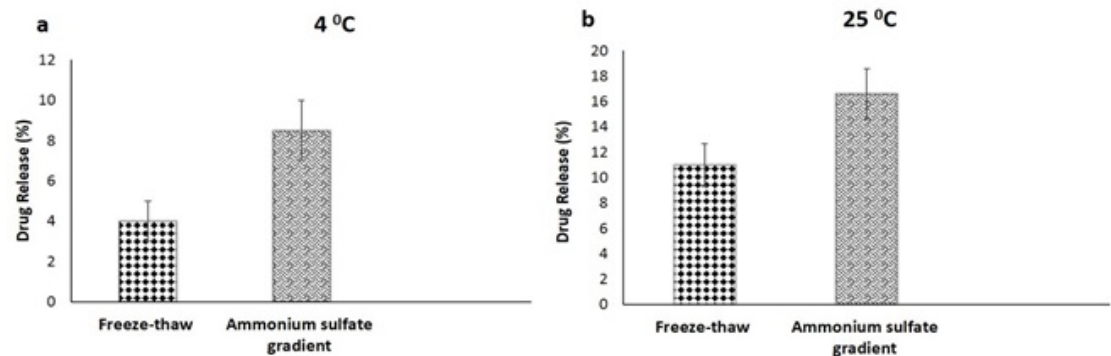 a
4 ⁰C
Drug Release (%)
12
10
8
6
4
2
0
Freeze-thaw
Ammonium sulfate
gradient
b
25 ⁰C
Drug Release (%)
20
18
16
14
12
10
8
6
4
2
0
Freeze-thaw
Ammonium sulfate
gradient